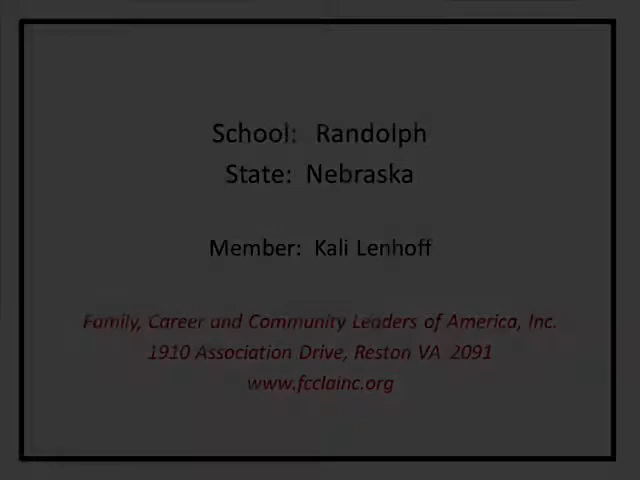 School: Randolph
State: Nebraska
Member: Kali Lenhoff
Family, Career and Community Leaders of America, Inc.
1910 Association Drive, Reston VA 2091
www.fcclainc.org